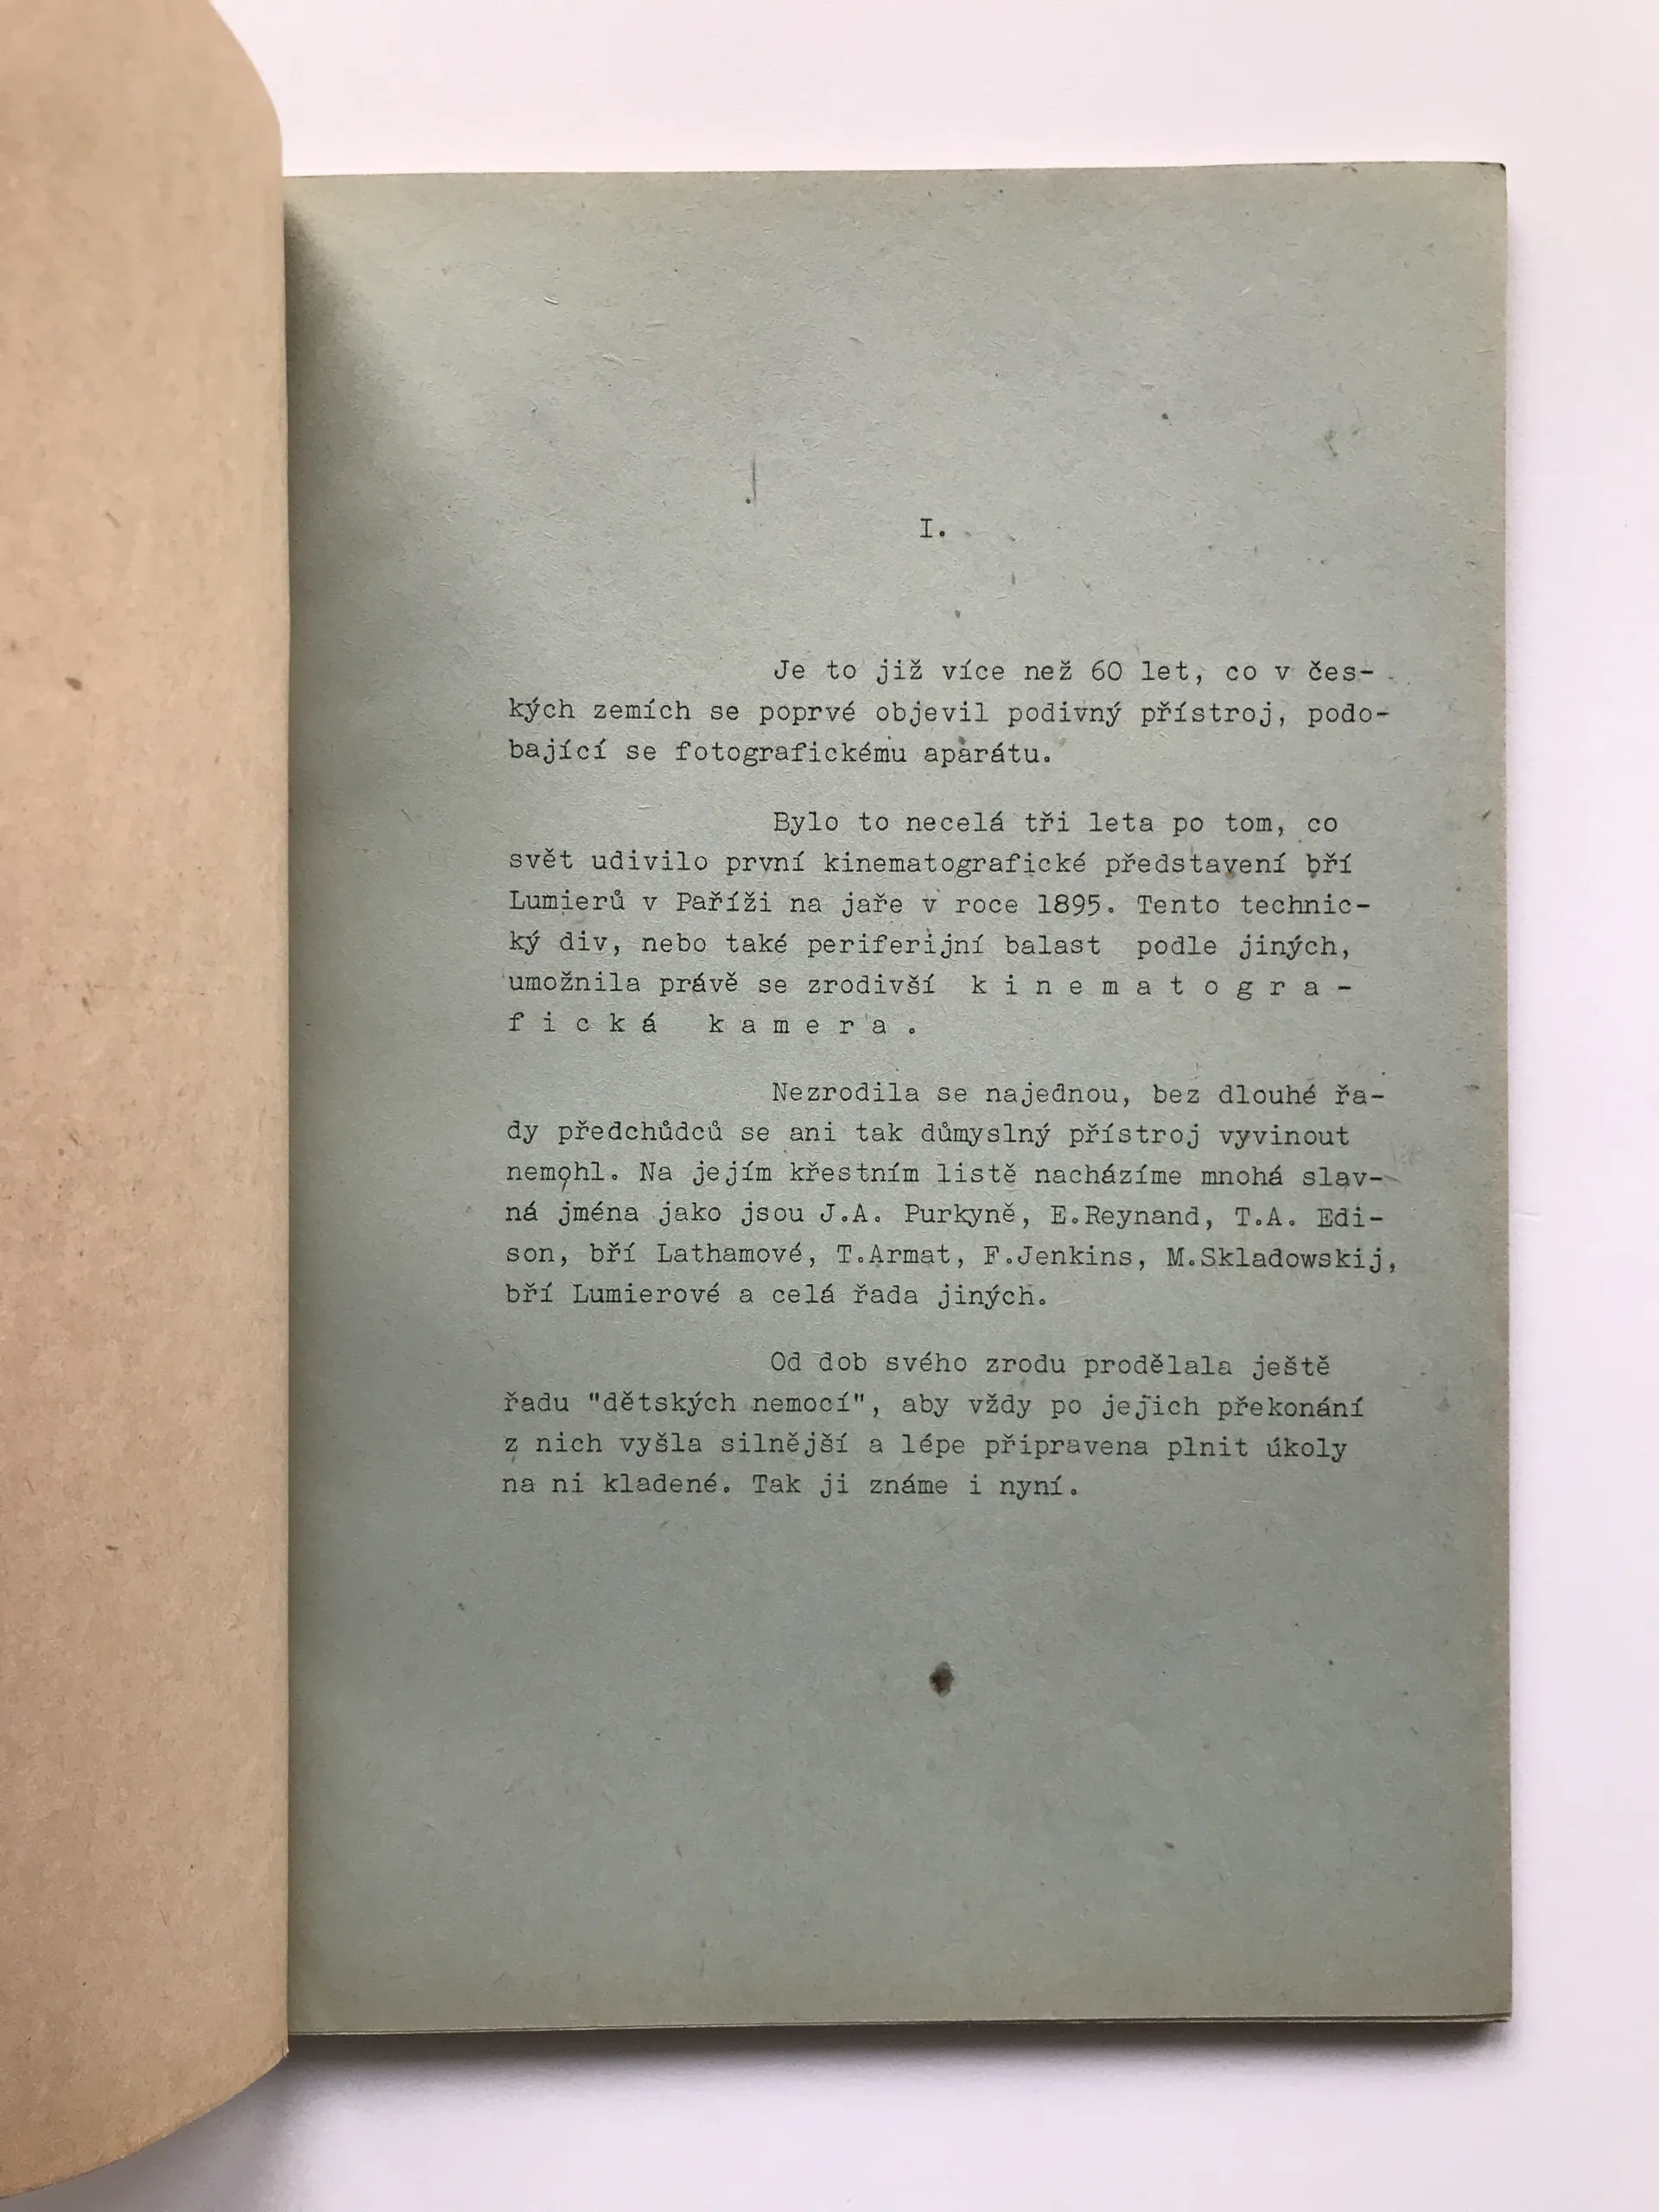 I.
Je to již více než 60 let, co v čes-
kých zemích se poprvé objevil podivný přístroj, podo-
bající se fotografickému aparátu.
Bylo to necelá tři leta po tom, co
svět udivilo první kinematografické představení bří
Lumierů v Paříži na jaře v roce 1895. Tento technic-
ký div, nebo také periferijní balast podle jiných,
umožnila právě se zrodivší k i n e m a t o g r a -
f i c k á k a m e r a .
Nezrodila se najednou, bez dlouhé řa-
dy předchůdců se ani tak důmyslný přístroj vyvinout
nemohl. Na jejím křestním listě nacházíme mnohá slav-
ná jména jako jsou J.A. Purkyně, E.Reynand, T.A. Edi-
son, bří Lathamové, T.Armat, F.Jenkins, M.Skladowskij,
bří Lumierové a celá řada jiných.
Od dob svého zrodu prodělala ještě
řadu "dětských nemocí", aby vždy po jejich překonání
z nich vyšla silnější a lépe připravena plnit úkoly
na ni kladené. Tak ji známe i nyní.